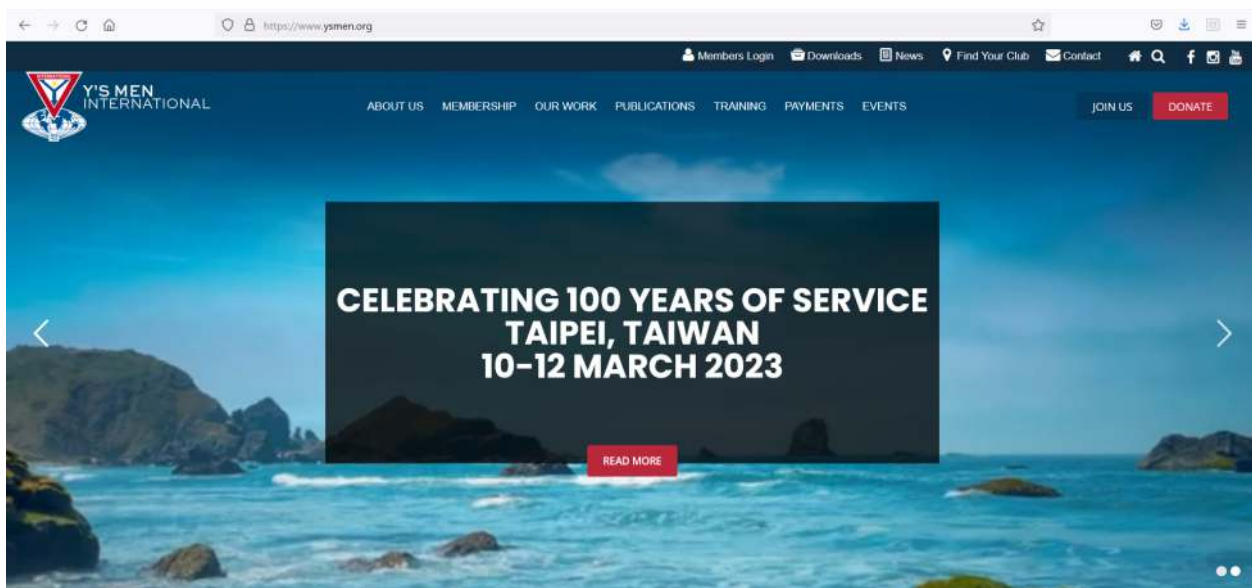 https://www.ysmen.org
Members Login Downloads News Find Your Club Contact
Y'S MEN
INTERNATIONAL
ABOUT US MEMBERSHIP OUR WORK PUBLICATIONS TRAINING PAYMENTS EVENTS
JOIN US DONATE
CELEBRATING 100 YEARS OF SERVICE
TAIPEI, TAIWAN
10-12 MARCH 2023
READ MORE